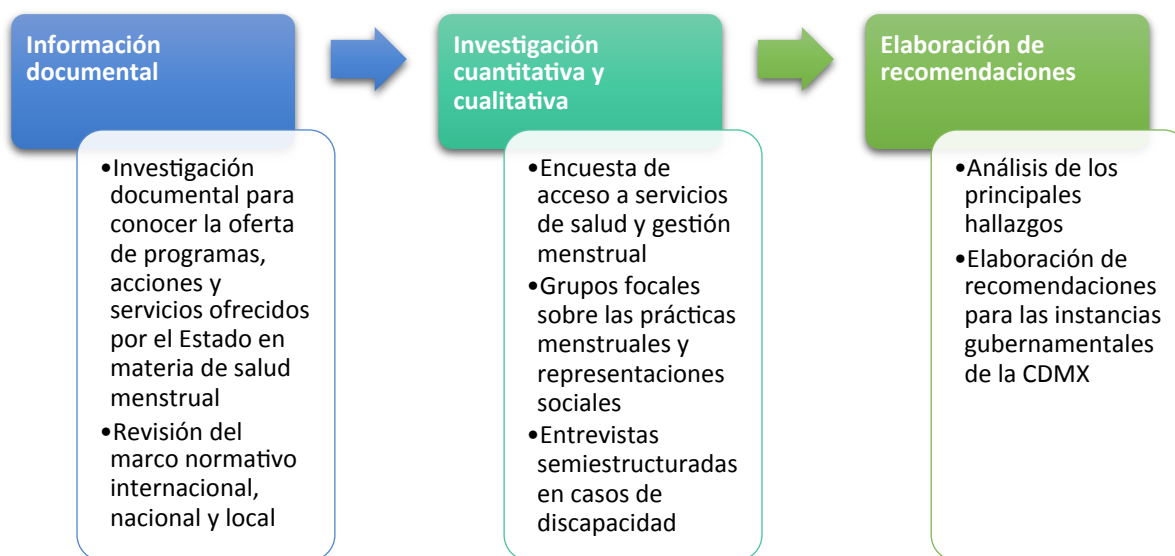 Información
documental
•Investigación
documental para
conocer la oferta
de programas,
acciones y
servicios ofrecidos
por el Estado en
materia de salud
menstrual
•Revisión del
marco normativo
internacional,
nacional y local
Investigación
cuantitativa y
cualitativa
•Encuesta de
acceso a servicios
de salud y gestión
menstrual
•Grupos focales
sobre las prácticas
menstruales y
representaciones
sociales
•Entrevistas
semiestructuradas
en casos de
discapacidad
Elaboración de
recomendaciones
•Análisis de los
principales
hallazgos
•Elaboración de
recomendaciones
para las instancias
gubernamentales
de la CDMX